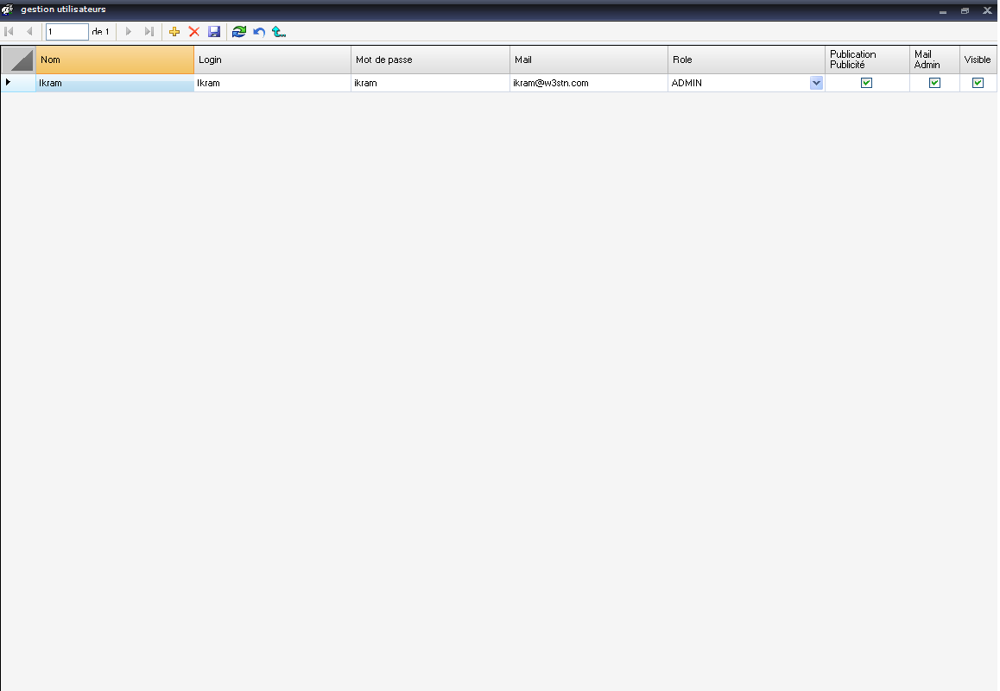 gestion utilisateurs
1 de 1
Nom Login Mot de passe Mail Role Publication Publicité Mail Admin Visible
Ikram Ikram ikram ikram@w3stn.com ADMIN